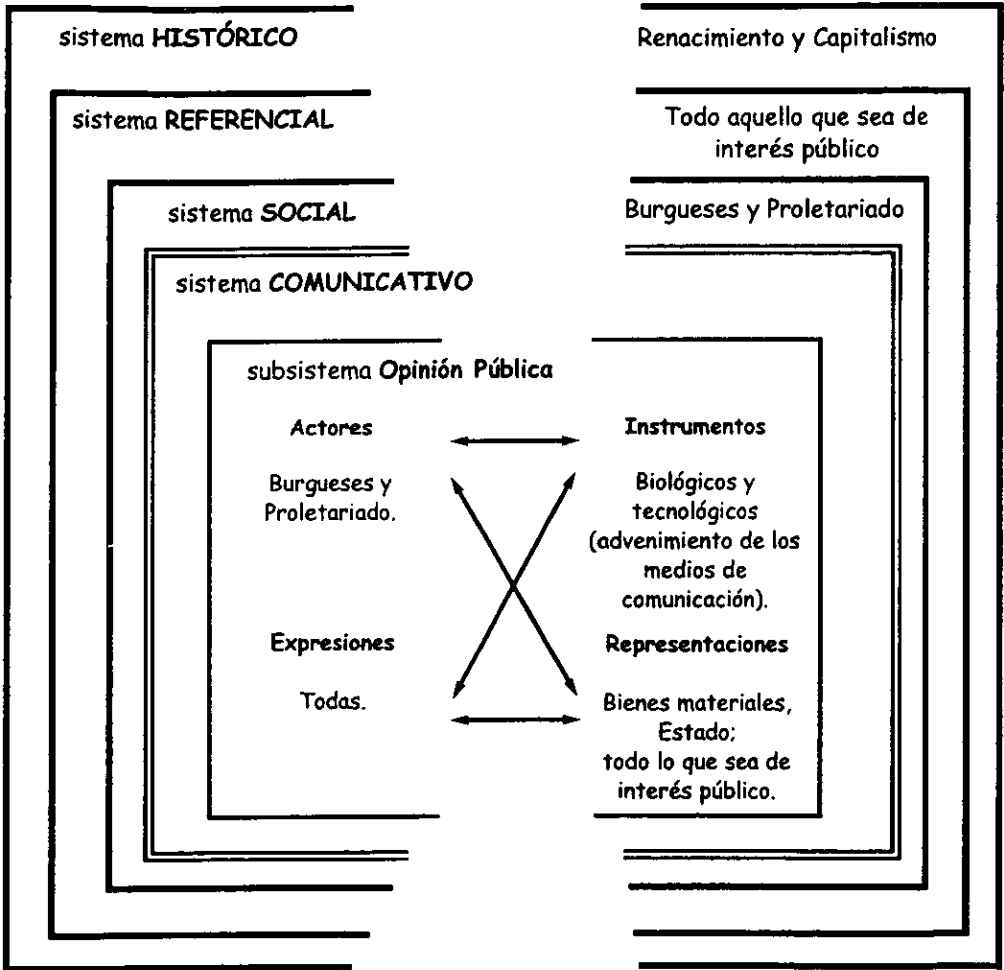 sistema HISTÓRICO
Renacimiento y Capitalismo
sistema REFERENCIAL
Todo aquello que sea de
interés público
sistema SOCIAL
Burgueses y Proletariado
sistema COMUNICATIVO
subsistema Opinión Pública
Actores
Burgueses y
Proletariado.
Instrumentos
Biológicos y
tecnológicos
(advenimiento de los
medios de
comunicación).
Expresiones
Todas.
Representaciones
Bienes materiales,
Estado;
todo lo que sea de
interés público.